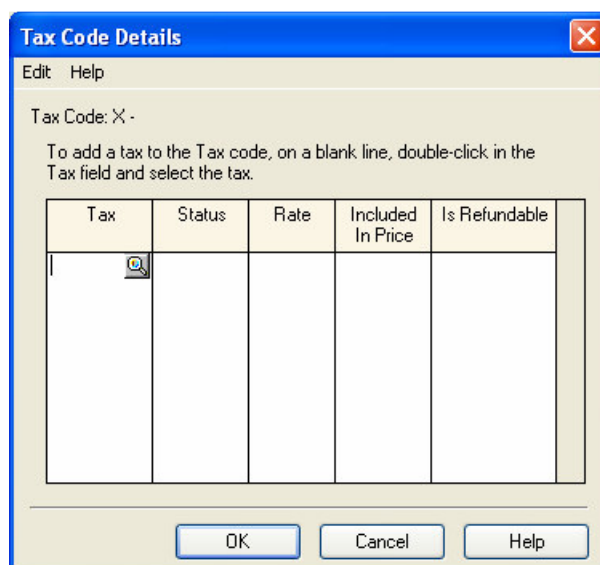 Tax Code Details
Edit Help
Tax Code: X -
To add a tax to the Tax code, on a blank line, double-click in the
Tax field and select the tax.
Tax Status Rate Included In Price Is Refundable
OK Cancel Help